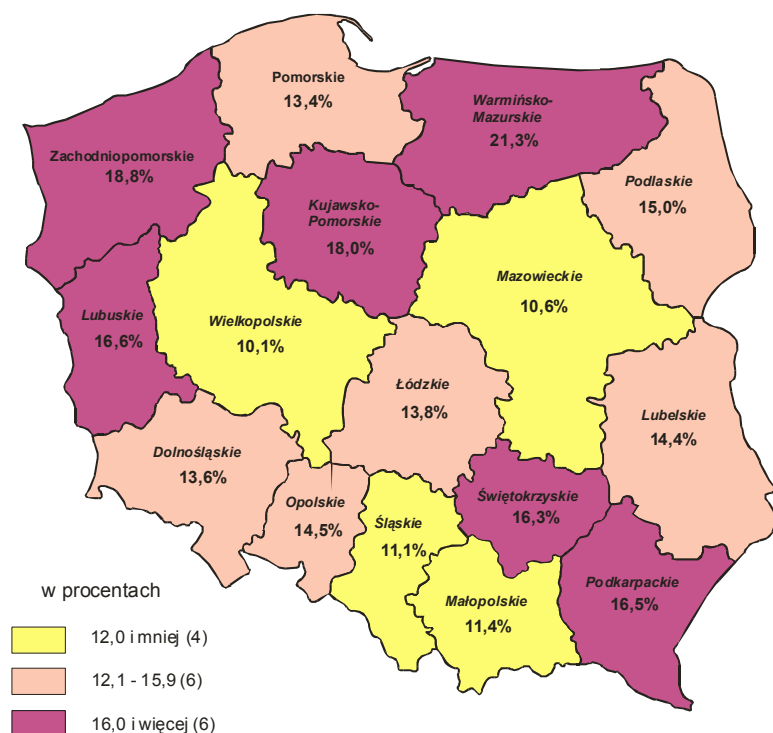 Pomorskie
13,4%
Warmińsko-
Mazurskie
21,3%
Zachodniopomorskie
18,8%
Podlaskie
15,0%
Kujawsko-
Pomorskie
18,0%
Mazowieckie
10,6%
Lubuskie
16,6%
Wielkopolskie
10,1%
Łódzkie
13,8%
Lubelskie
14,4%
Dolnośląskie
13,6%
Opolskie
14,5%
Śląskie
11,1%
Świętokrzyskie
16,3%
Małopolskie
11,4%
Podkarpackie
16,5%
w procentach
12,0 i mniej (4)
12,1 - 15,9 (6)
16,0 i więcej (6)